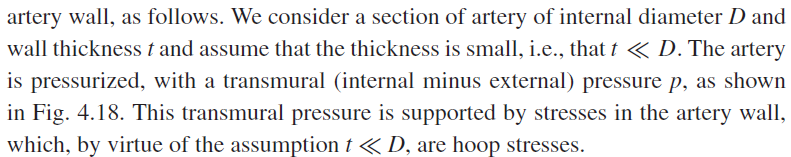 artery wall, as follows. We consider a section of artery of internal diameter D and
wall thickness t and assume that the thickness is small, i.e., that t ≪ D. The artery
is pressurized, with a transmural (internal minus external) pressure p, as shown
in Fig. 4.18. This transmural pressure is supported by stresses in the artery wall,
which, by virtue of the assumption t ≪ D, are hoop stresses.